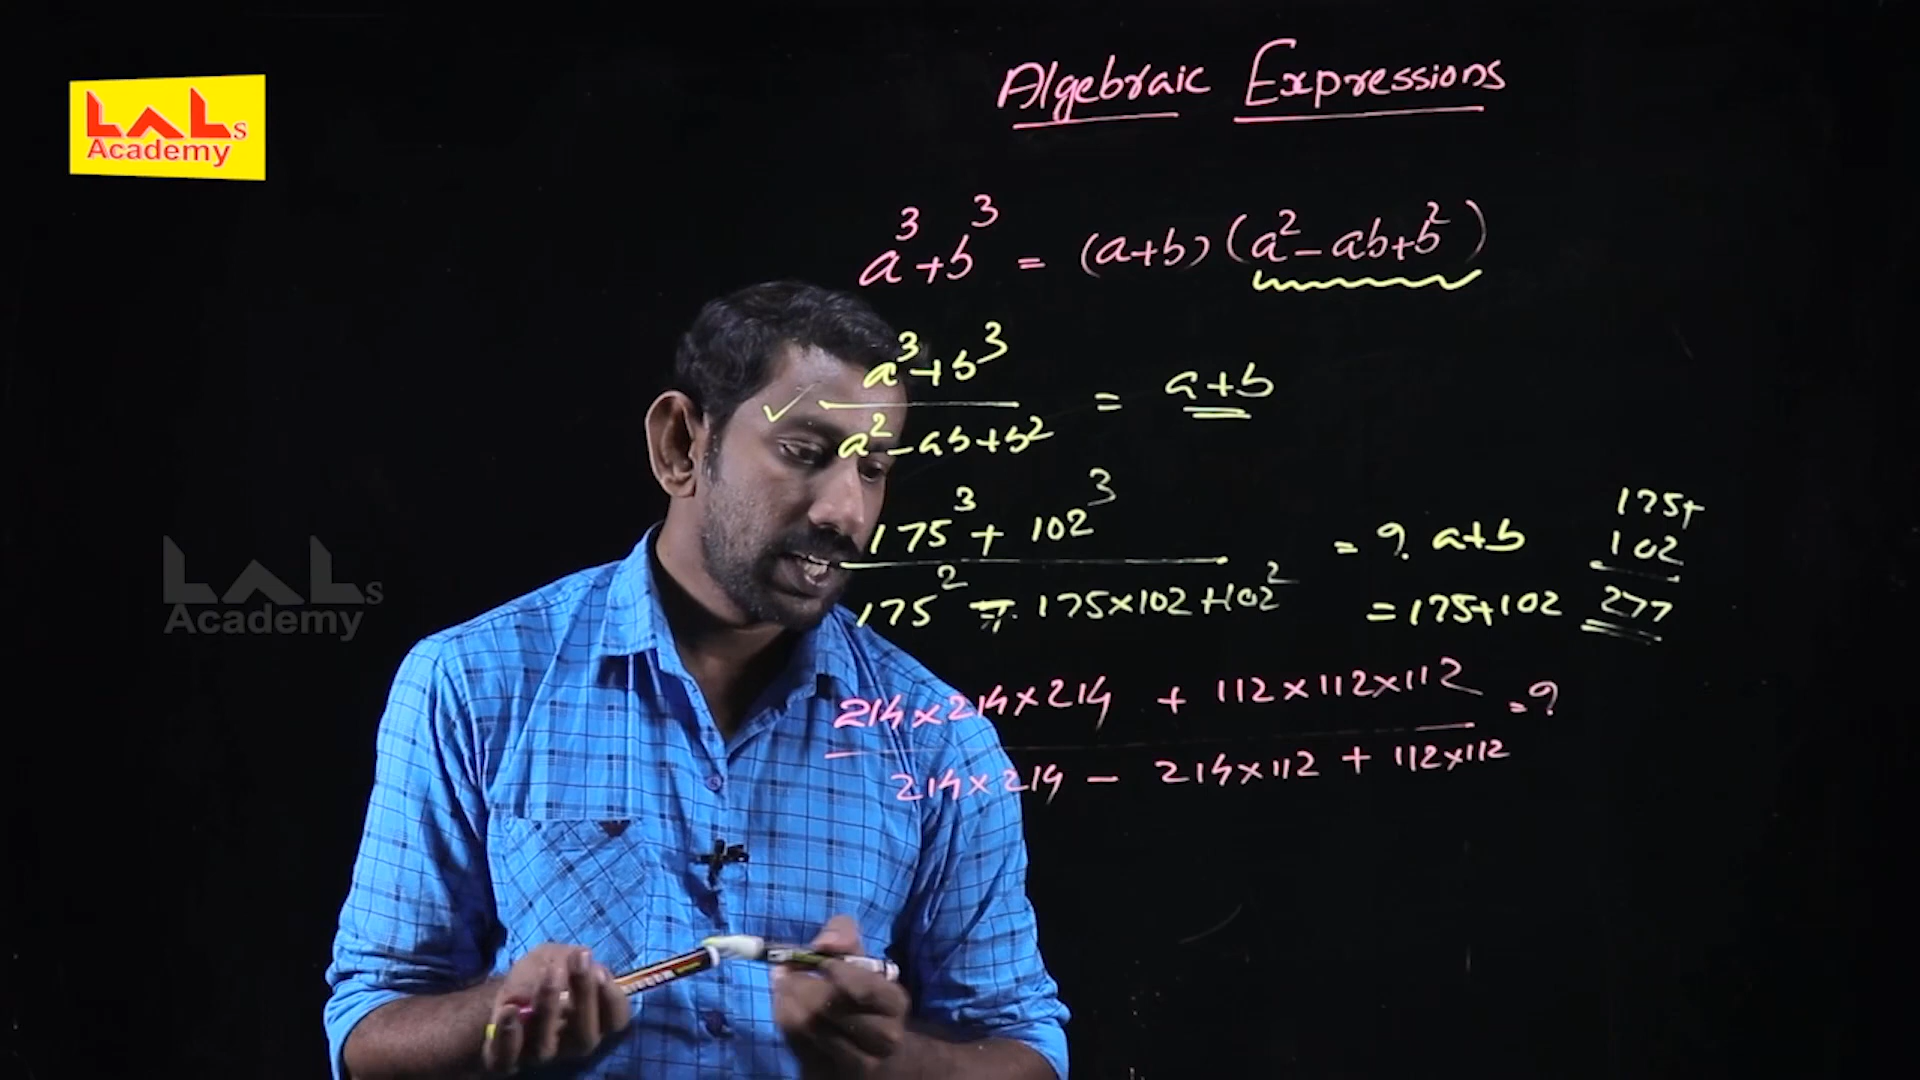 LALs
Academy
Algebraic Expressions
a³+b³ = (a+b) (a²-ab+b²)
✓ a³+b³ / a²-ab+b² = a+b
175³ + 102³ / 175² - 175×102 +102² = ? a+b
= 175+102
175+
102
277
214×214×214 + 112×112×112 / 214×214 - 214×112 + 112×112 = ?
LALs
Academy